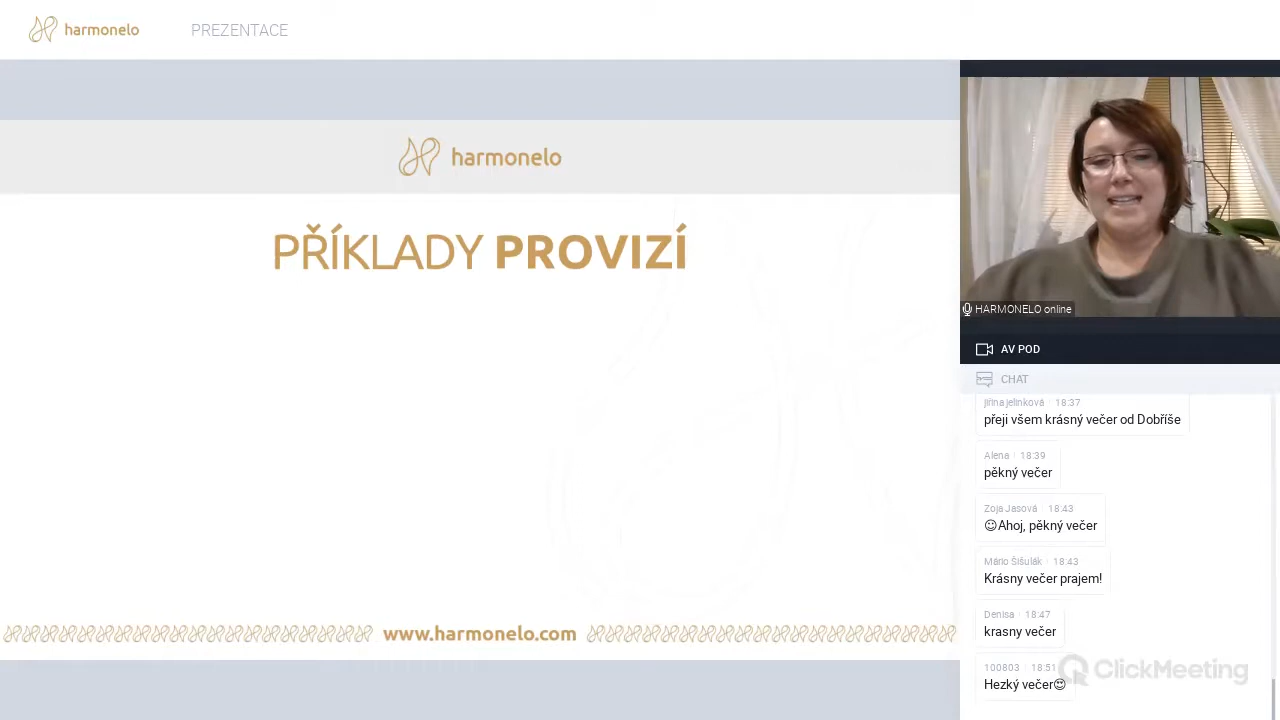 harmonelo
PREZENTACE
harmonelo
PŘÍKLADY PROVIZÍ
www.harmonelo.com
HARMONELO online
AV POD
CHAT
jiřina jelinková 18:37
přeji všem krásný večer od Dobříše
Alena 18:39
pěkný večer
Zoja Jasová 18:43
☺Ahoj, pěkný večer
Mário Šišulák 18:43
Krásny večer prajem!
Denisa 18:47
krasny večer
100803 18:51
Hezký večer😍
ClickMeeting